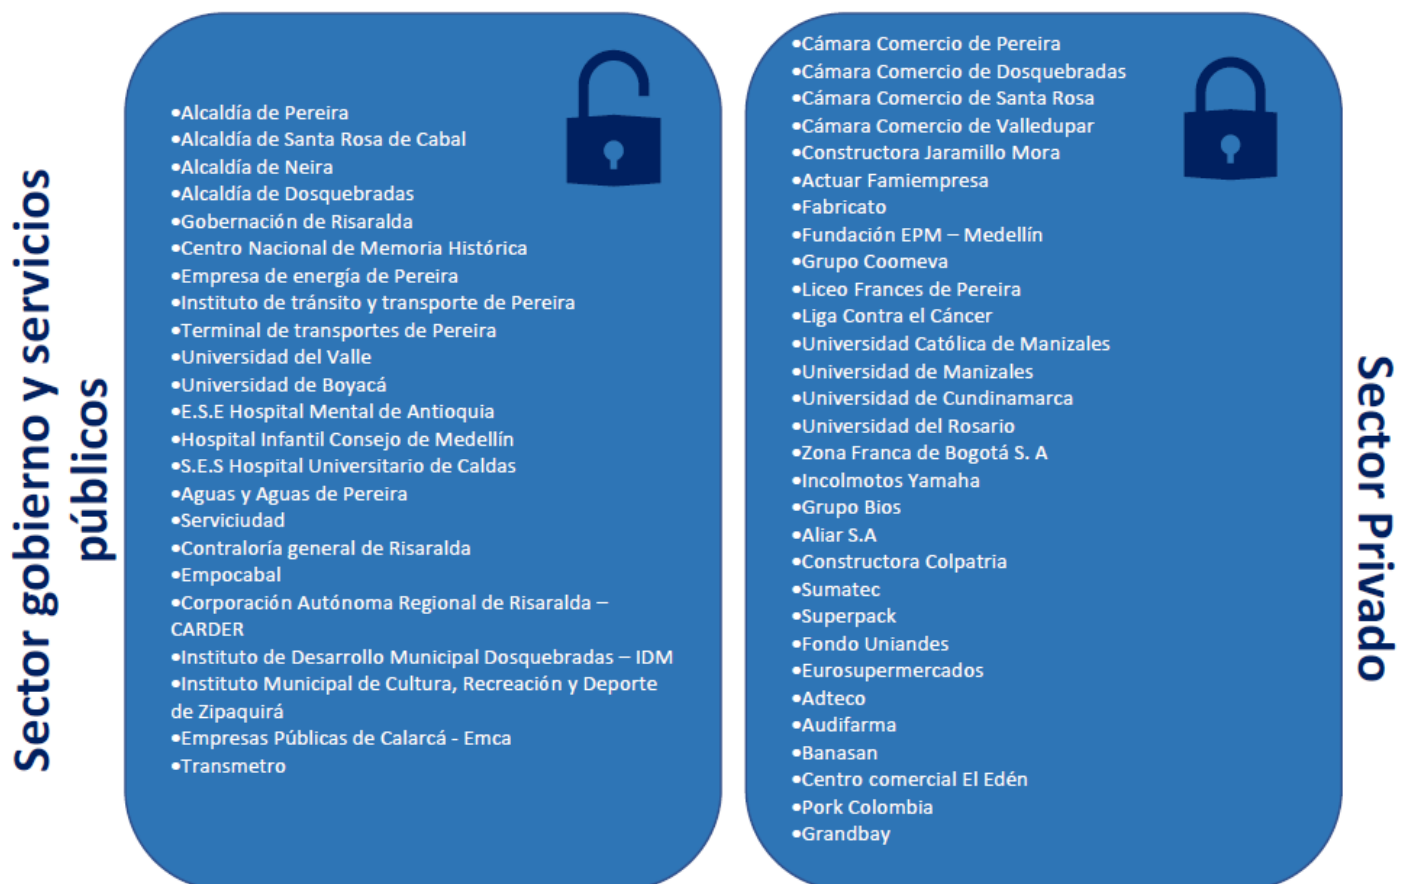 Sector gobierno y servicios
públicos
•Alcaldía de Pereira
•Alcaldía de Santa Rosa de Cabal
•Alcaldía de Neira
•Alcaldía de Dosquebradas
•Gobernación de Risaralda
•Centro Nacional de Memoria Histórica
•Empresa de energía de Pereira
•Instituto de tránsito y transporte de Pereira
•Terminal de transportes de Pereira
•Universidad del Valle
•Universidad de Boyacá
•E.S.E Hospital Mental de Antioquia
•Hospital Infantil Consejo de Medellín
•S.E.S Hospital Universitario de Caldas
•Aguas y Aguas de Pereira
•Serviciudad
•Contraloría general de Risaralda
•Empocabal
•Corporación Autónoma Regional de Risaralda –
CARDER
•Instituto de Desarrollo Municipal Dosquebradas – IDM
•Instituto Municipal de Cultura, Recreación y Deporte
de Zipaquirá
•Empresas Públicas de Calarcá - Emca
•Transmetro
•Cámara Comercio de Pereira
•Cámara Comercio de Dosquebradas
•Cámara Comercio de Santa Rosa
•Cámara Comercio de Valledupar
•Constructora Jaramillo Mora
•Actuar Famiempresa
•Fabricato
•Fundación EPM – Medellín
•Grupo Coomeva
•Liceo Frances de Pereira
•Liga Contra el Cáncer
•Universidad Católica de Manizales
•Universidad de Manizales
•Universidad de Cundinamarca
•Universidad del Rosario
•Zona Franca de Bogotá S. A
•Incolmotos Yamaha
•Grupo Bios
•Aliar S.A
•Constructora Colpatria
•Sumatec
•Superpack
•Fondo Uniandes
•Eurosupermercados
•Adteco
•Audifarma
•Banasan
•Centro comercial El Edén
•Pork Colombia
•Grandbay
Sector Privado